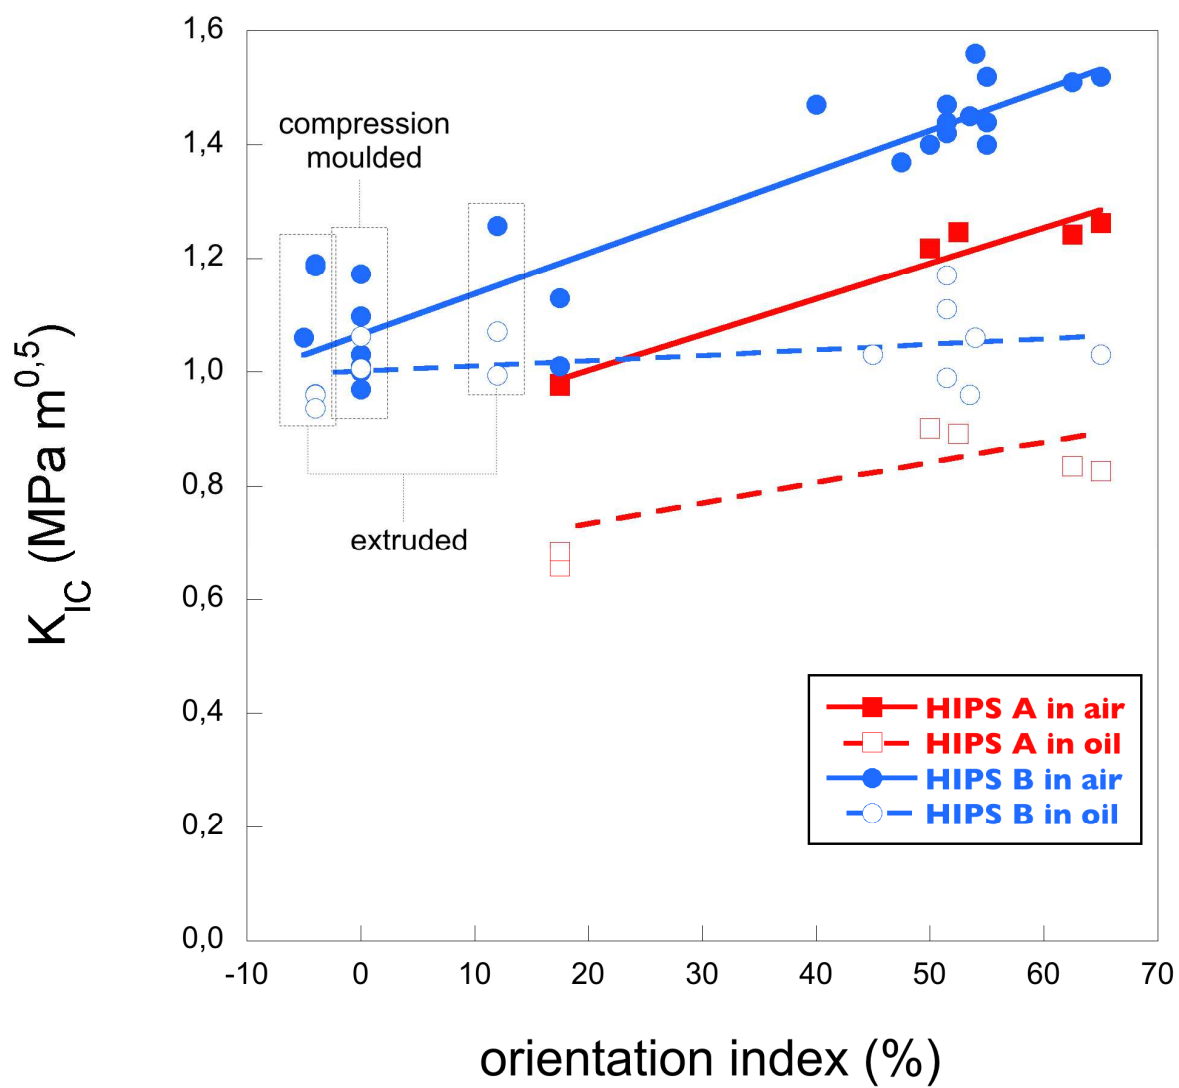 1,6
1,4
1,2
1,0
0,8
0,6
0,4
0,2
0,0
K_IC (MPa m^0,5)
compression
moulded
extruded
HIPS A in air
HIPS A in oil
HIPS B in air
HIPS B in oil
-10 0 10 20 30 40 50 60 70
orientation index (%)